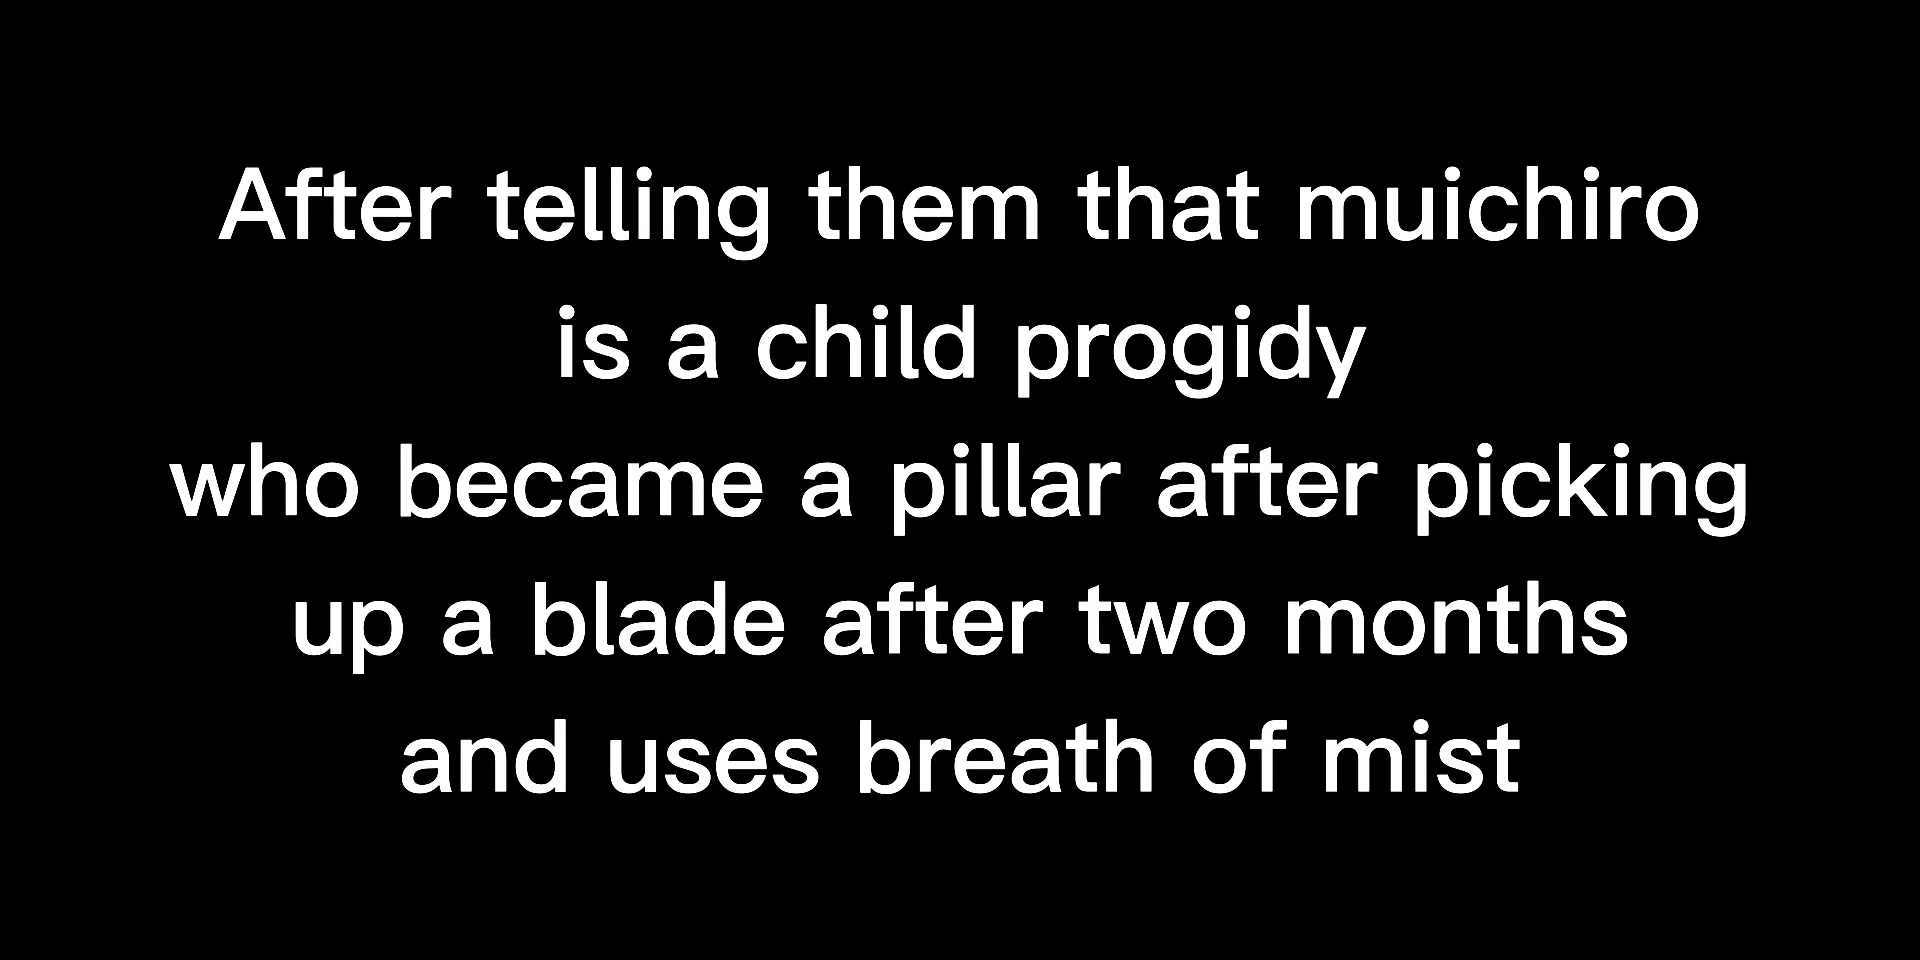 After telling them that muichiro
is a child progidy
who became a pillar after picking
up a blade after two months
and uses breath of mist